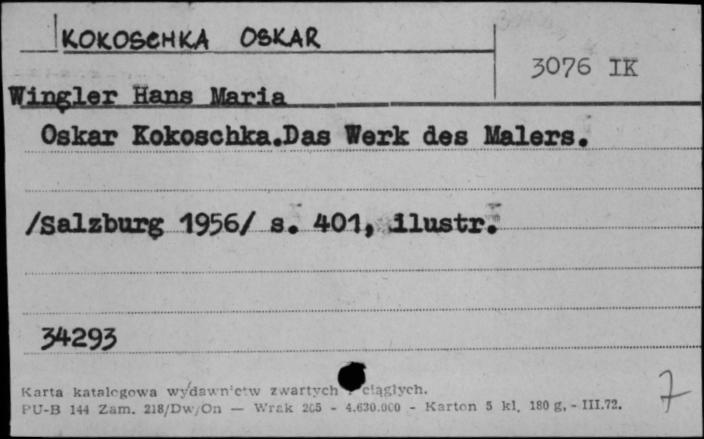 KOKOSCHKA OSKAR
3076 IK
Wingler Hans Maria
Oskar Kokoschka.Das Werk des Malers.
/Salzburg 1956/ s. 401, ilustr.
34293
Karta katalogowa wydawnictw zwartych i ciągłych.
7
PU-B 144 Zam. 218/Dw/On — Wrak 265 - 4.630.000 - Karton 5 kl. 180 g. - III.72.